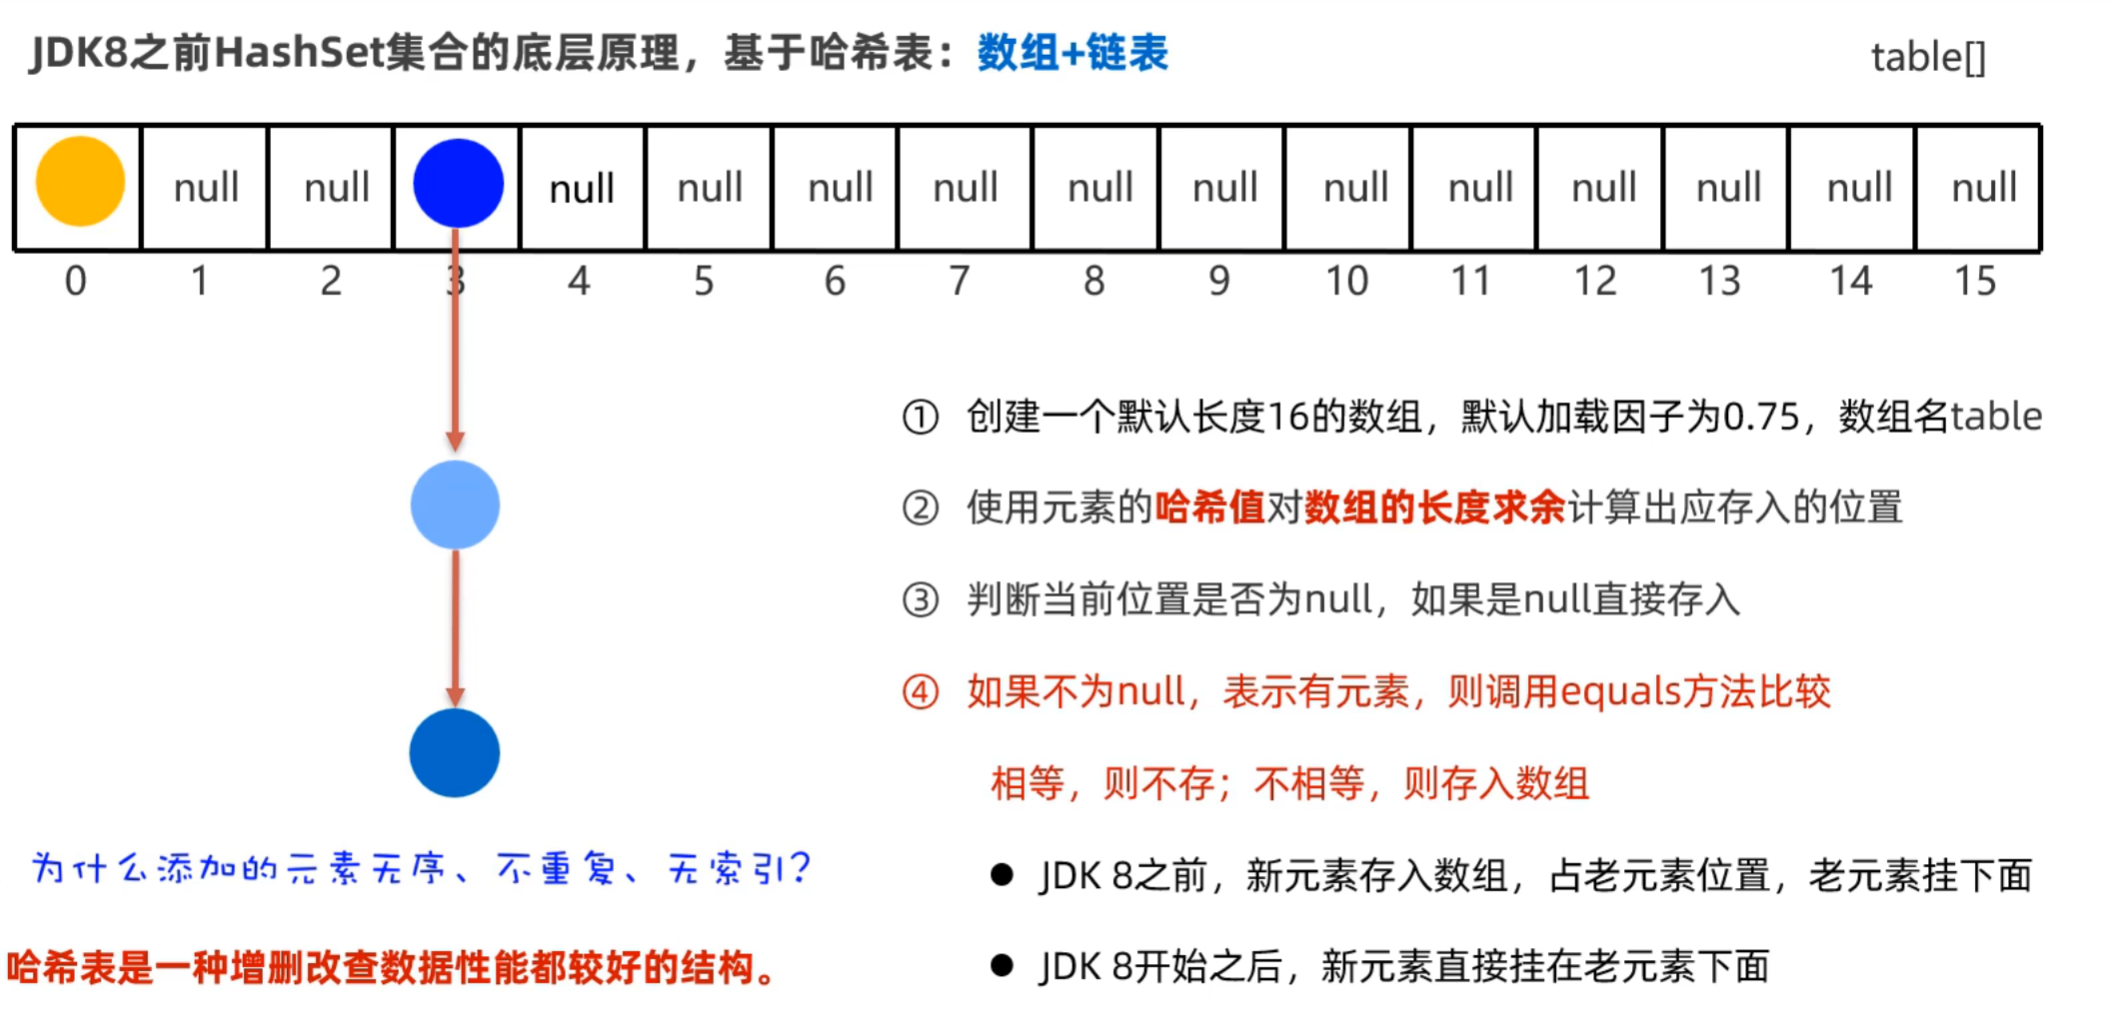 JDK8之前HashSet集合的底层原理，基于哈希表：数组+链表
table[]
null null null null null null null null null null null null null null
0 1 2 3 4 5 6 7 8 9 10 11 12 13 14 15
① 创建一个默认长度16的数组，默认加载因子为0.75，数组名table
② 使用元素的哈希值对数组的长度求余计算出应存入的位置
③ 判断当前位置是否为null，如果是null直接存入
④ 如果不为null，表示有元素，则调用equals方法比较
相等，则不存；不相等，则存入数组
● JDK 8之前，新元素存入数组，占老元素位置，老元素挂下面
● JDK 8开始之后，新元素直接挂在老元素下面
为什么添加的元素无序、不重复、无索引？
哈希表是一种增删改查数据性能都较好的结构。